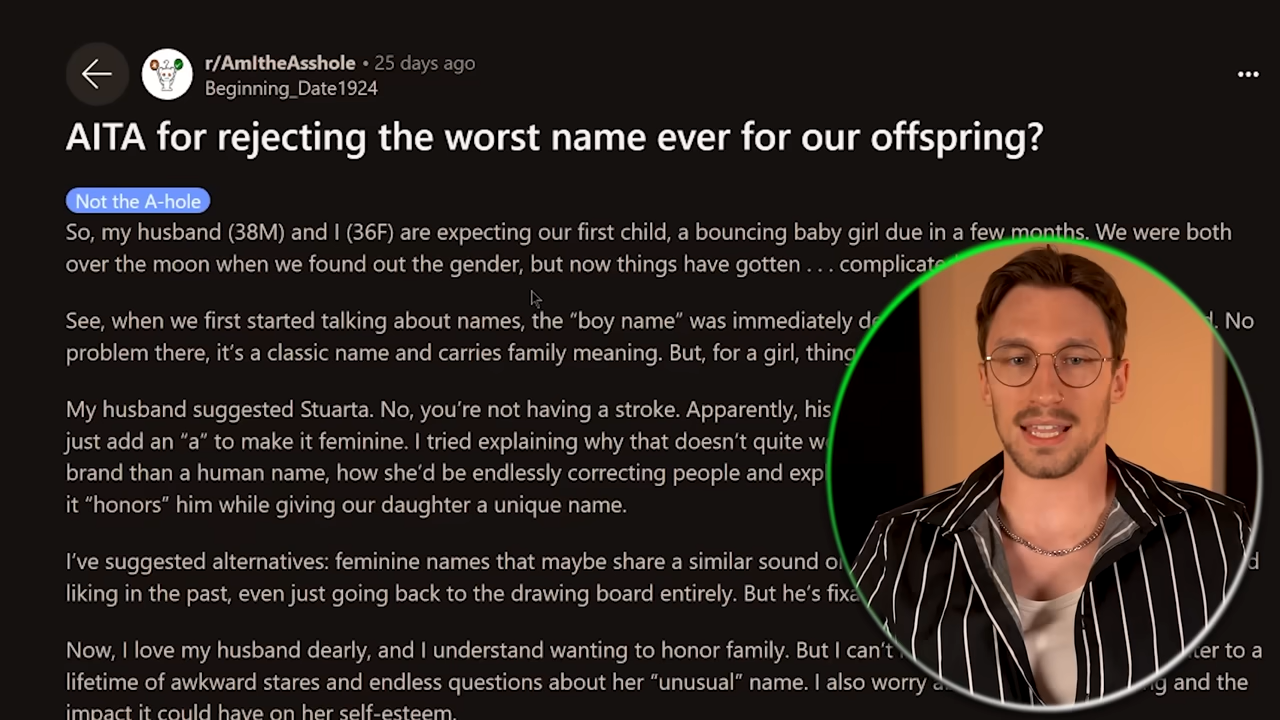 r/AmItheAsshole • 25 days ago
Beginning_Date1924
AITA for rejecting the worst name ever for our offspring?
Not the A-hole
So, my husband (38M) and I (36F) are expecting our first child, a bouncing baby girl due in a few months. We were both
over the moon when we found out the gender, but now things have gotten . . .
See, when we first started talking about names, the “boy name” was immediately No
problem there, it’s a classic name and carries family meaning. But, for a girl,
My husband suggested Stuarta. No, you’re not having a stroke. Apparently, his
just add an “a” to make it feminine. I tried explaining why that doesn’t quite
brand than a human name, how she’d be endlessly correcting people and
it “honors” him while giving our daughter a unique name.
I’ve suggested alternatives: feminine names that maybe share a similar sound
liking in the past, even just going back to the drawing board entirely. But he’s
Now, I love my husband dearly, and I understand wanting to honor family. But I can’t to a
lifetime of awkward stares and endless questions about her “unusual” name. I also worry and the
impact it could have on her self-esteem.